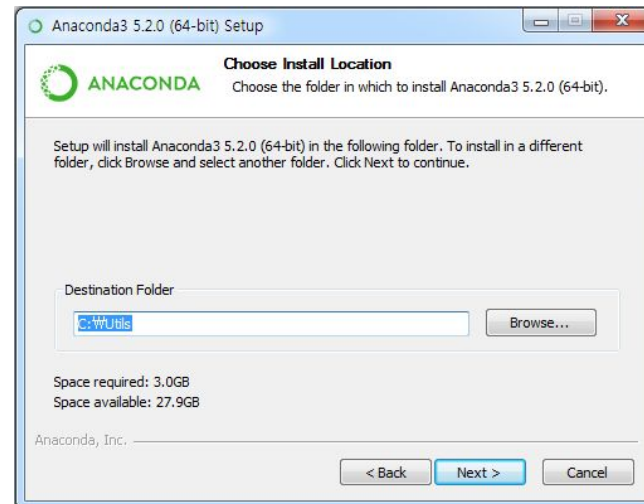 Anaconda3 5.2.0 (64-bit) Setup
ANACONDA
Choose Install Location
Choose the folder in which to install Anaconda3 5.2.0 (64-bit).
Setup will install Anaconda3 5.2.0 (64-bit) in the following folder. To install in a different
folder, click Browse and select another folder. Click Next to continue.
Destination Folder
C:₩Utils
Browse...
Space required: 3.0GB
Space available: 27.9GB
Anaconda, Inc.
< Back
Next >
Cancel